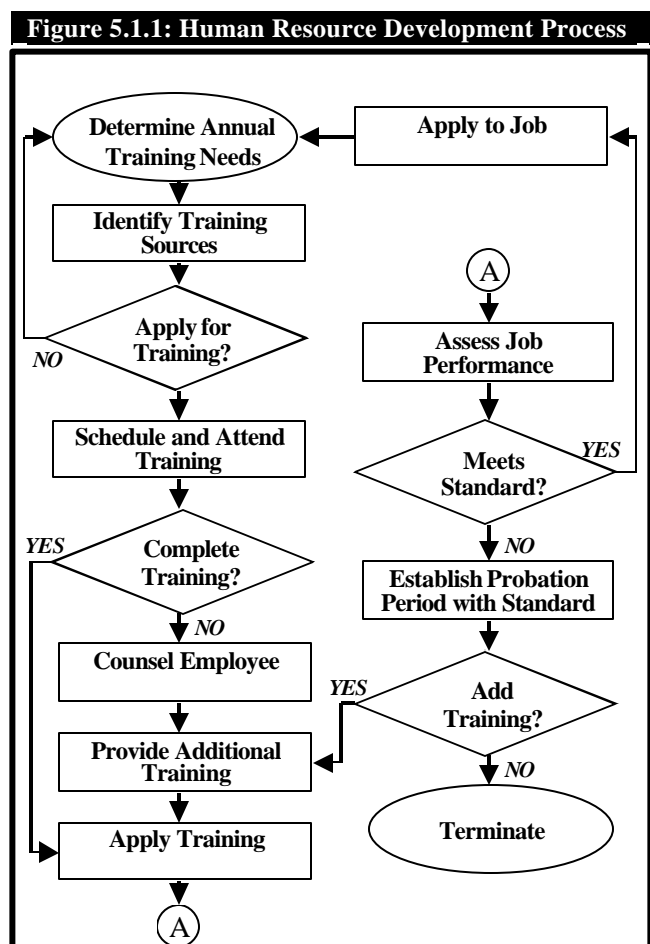 Figure 5.1.1: Human Resource Development Process
Determine Annual
Training Needs
Identify Training
Sources
Apply for
Training?
NO
Schedule and Attend
Training
YES
Complete
Training?
NO
Counsel Employee
Provide Additional
Training
Apply Training
A
Apply to Job
A
Assess Job
Performance
YES
Meets
Standard?
NO
Establish Probation
Period with Standard
YES
Add
Training?
NO
Terminate